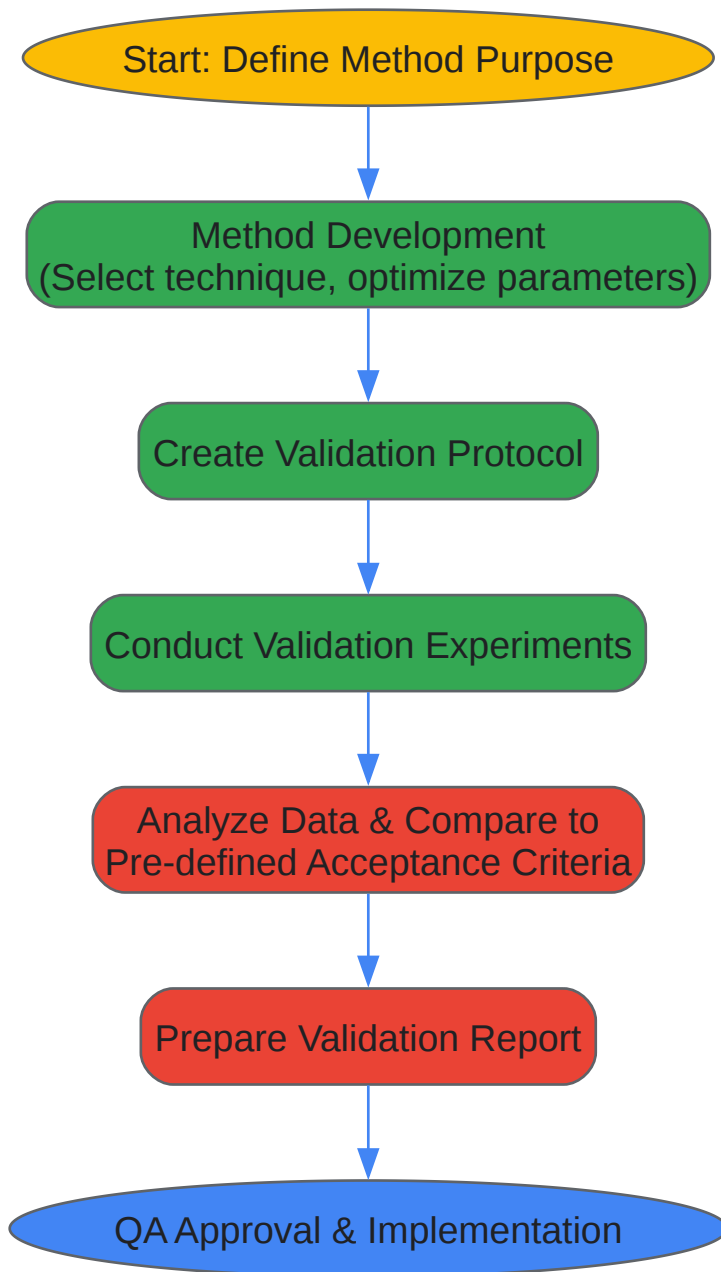 Start: Define Method Purpose
Method Development
(Select technique, optimize parameters)
Create Validation Protocol
Conduct Validation Experiments
Analyze Data & Compare to
Pre-defined Acceptance Criteria
Prepare Validation Report
QA Approval & Implementation